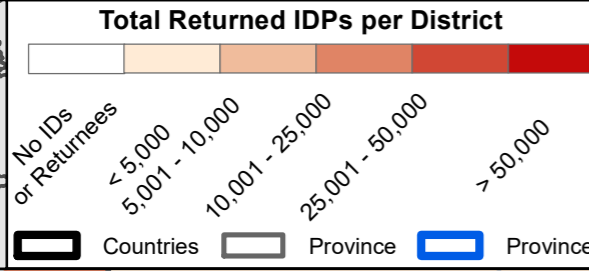 Total Returned IDPs per District
No IDs
or Returnees
< 5,000
5,001 - 10,000
10,001 - 25,000
25,001 - 50,000
> 50,000
Countries
Province
Province